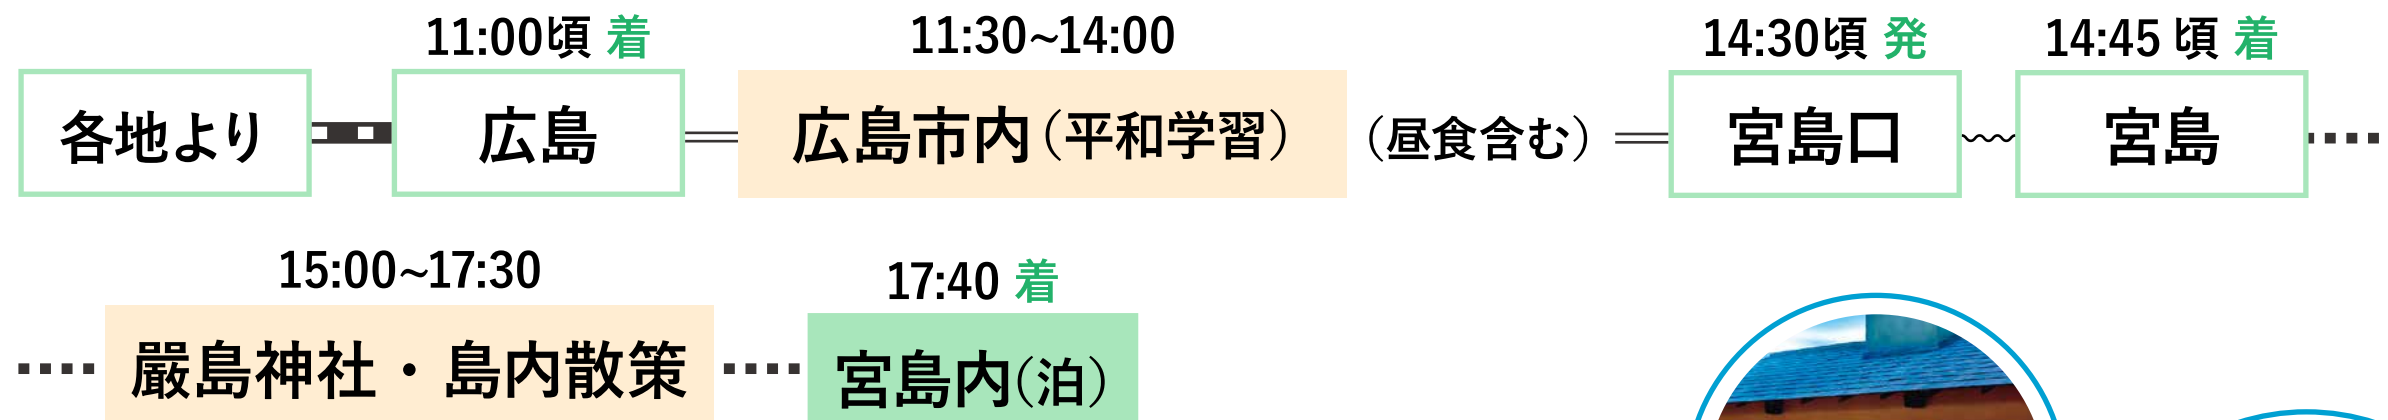 11:00頃 着 11:30~14:00 14:30頃 発 14:45 頃 着
各地より 広島 広島市内（平和学習） （昼食含む） 宮島口 宮島
15:00~17:30 17:40 着
嚴島神社・島内散策 宮島内（泊）